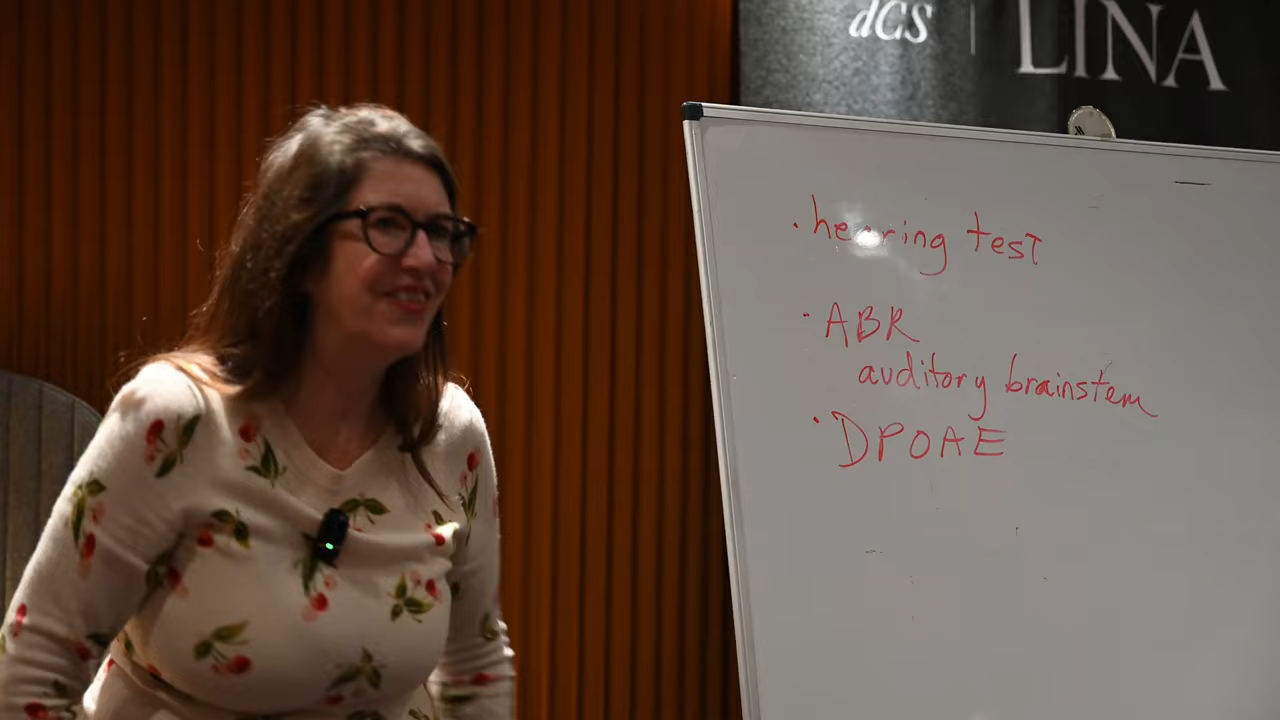 dCS | LINA
· hearing test
· ABR
auditory brainstem
· DPOAE